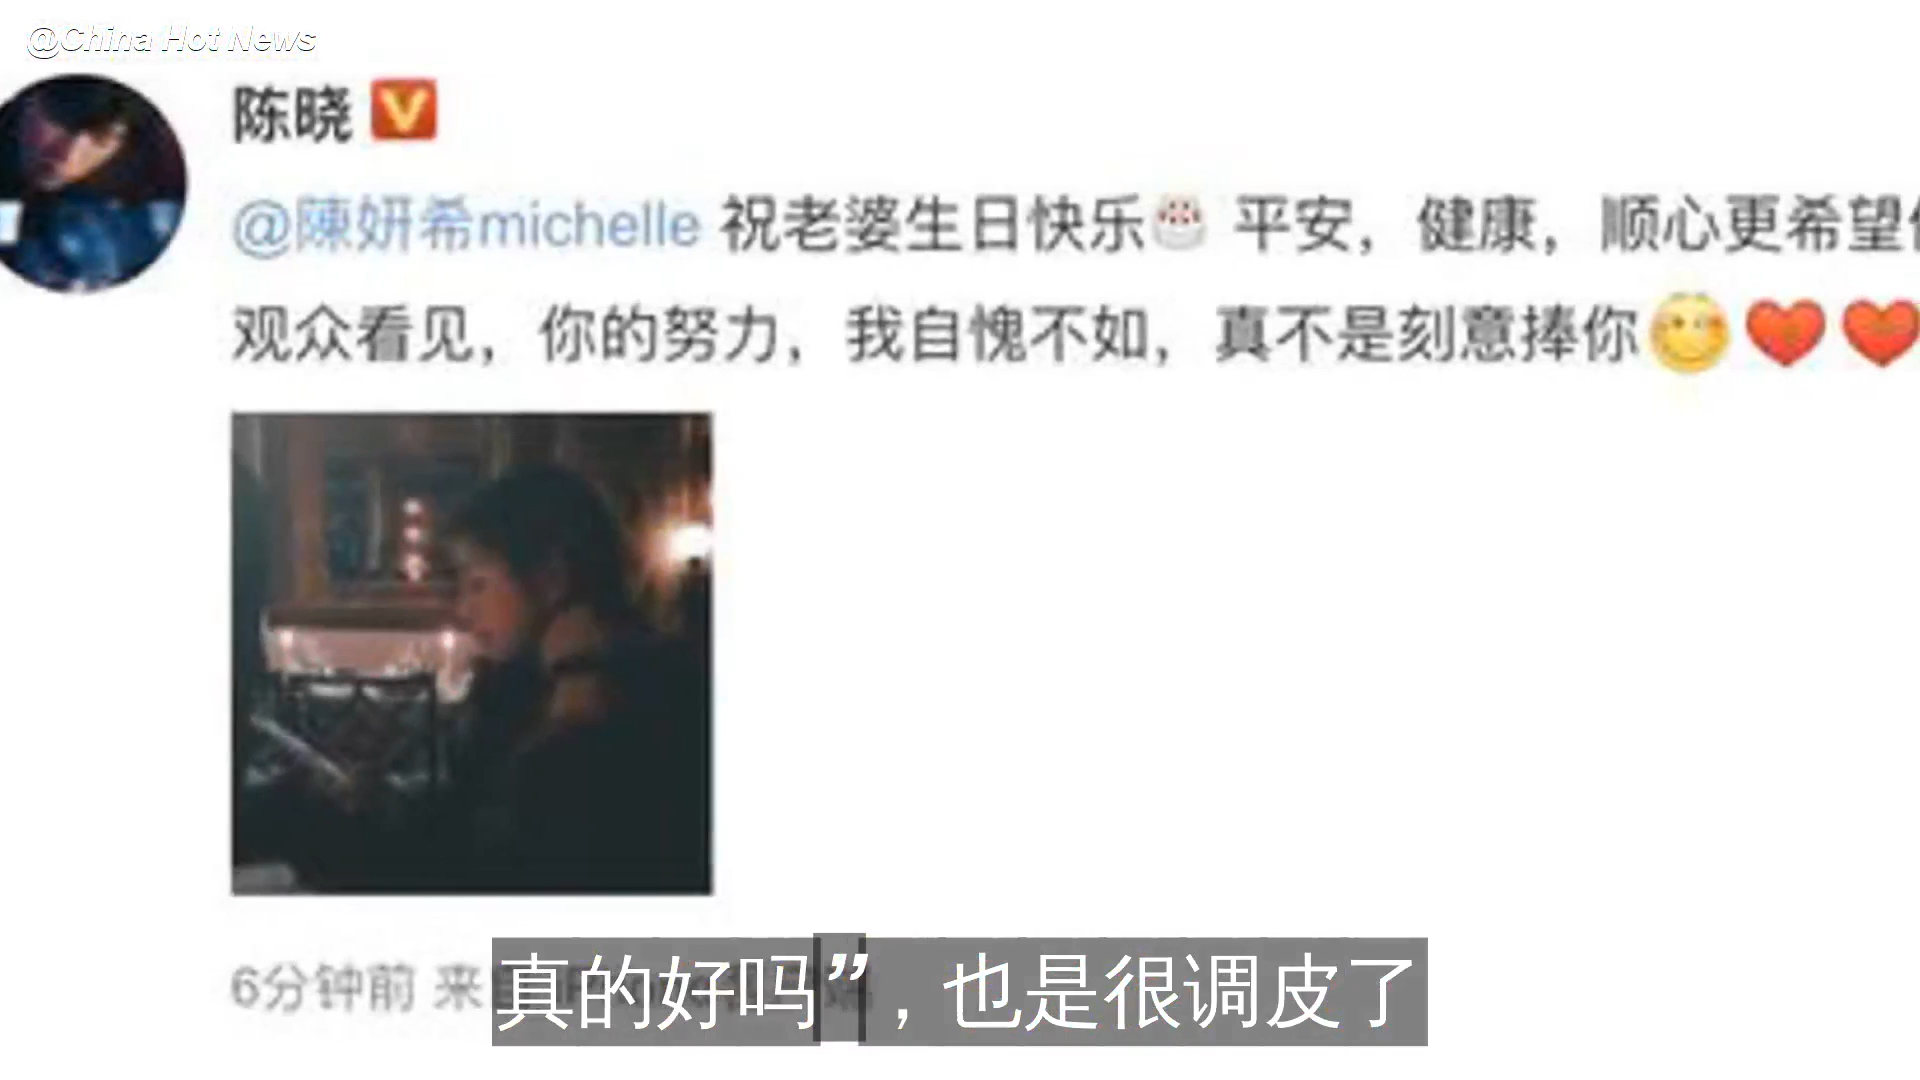 @China Hot News
陈晓
@陳妍希michelle 祝老婆生日快乐 平安，健康，顺心更希望
观众看见，你的努力，我自愧不如，真不是刻意捧你
6分钟前 来
真的好吗”，也是很调皮了